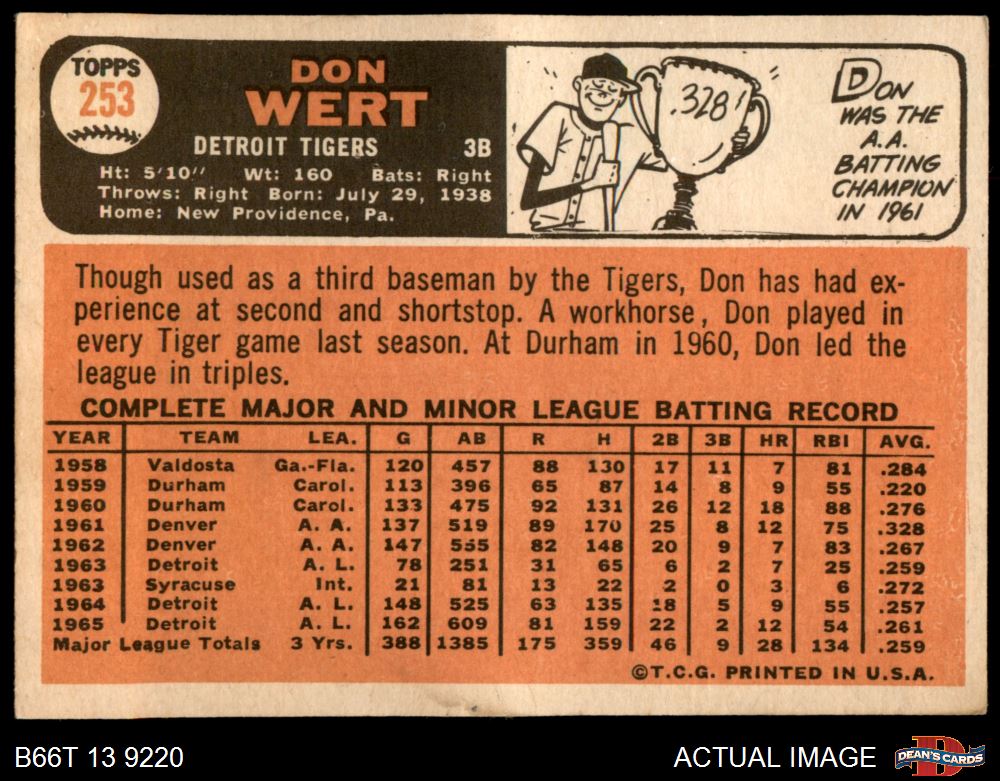 TOPPS
253
DON
WERT
DETROIT TIGERS 3B
Ht: 5'10" Wt: 160 Bats: Right
Throws: Right Born: July 29, 1938
Home: New Providence, Pa.
.328
DON
WAS THE
A.A.
BATTING
CHAMPION
IN 1961
Though used as a third baseman by the Tigers, Don has had ex-
perience at second and shortstop. A workhorse, Don played in
every Tiger game last season. At Durham in 1960, Don led the
league in triples.
COMPLETE MAJOR AND MINOR LEAGUE BATTING RECORD
YEAR TEAM LEA. G AB R H 2B 3B HR RBI AVG.
1958 Valdosta Ga.-Fla. 120 457 88 130 17 11 7 81 .284
1959 Durham Carol. 113 396 65 87 14 8 9 55 .220
1960 Durham Carol. 133 475 92 131 26 12 18 88 .276
1961 Denver A. A. 137 519 89 170 25 8 12 75 .328
1962 Denver A. A. 147 555 82 148 20 9 7 83 .267
1963 Detroit A. L. 78 251 31 65 6 2 7 25 .259
1963 Syracuse Int. 21 81 13 22 2 0 3 6 .272
1964 Detroit A. L. 148 525 63 135 18 5 9 55 .257
1965 Detroit A. L. 162 609 81 159 22 2 12 54 .261
Major League Totals 3 Yrs. 388 1385 175 359 46 9 28 134 .259
©T.C.G. PRINTED IN U.S.A.
B66T 13 9220 ACTUAL IMAGE
D
DEAN'S CARDS